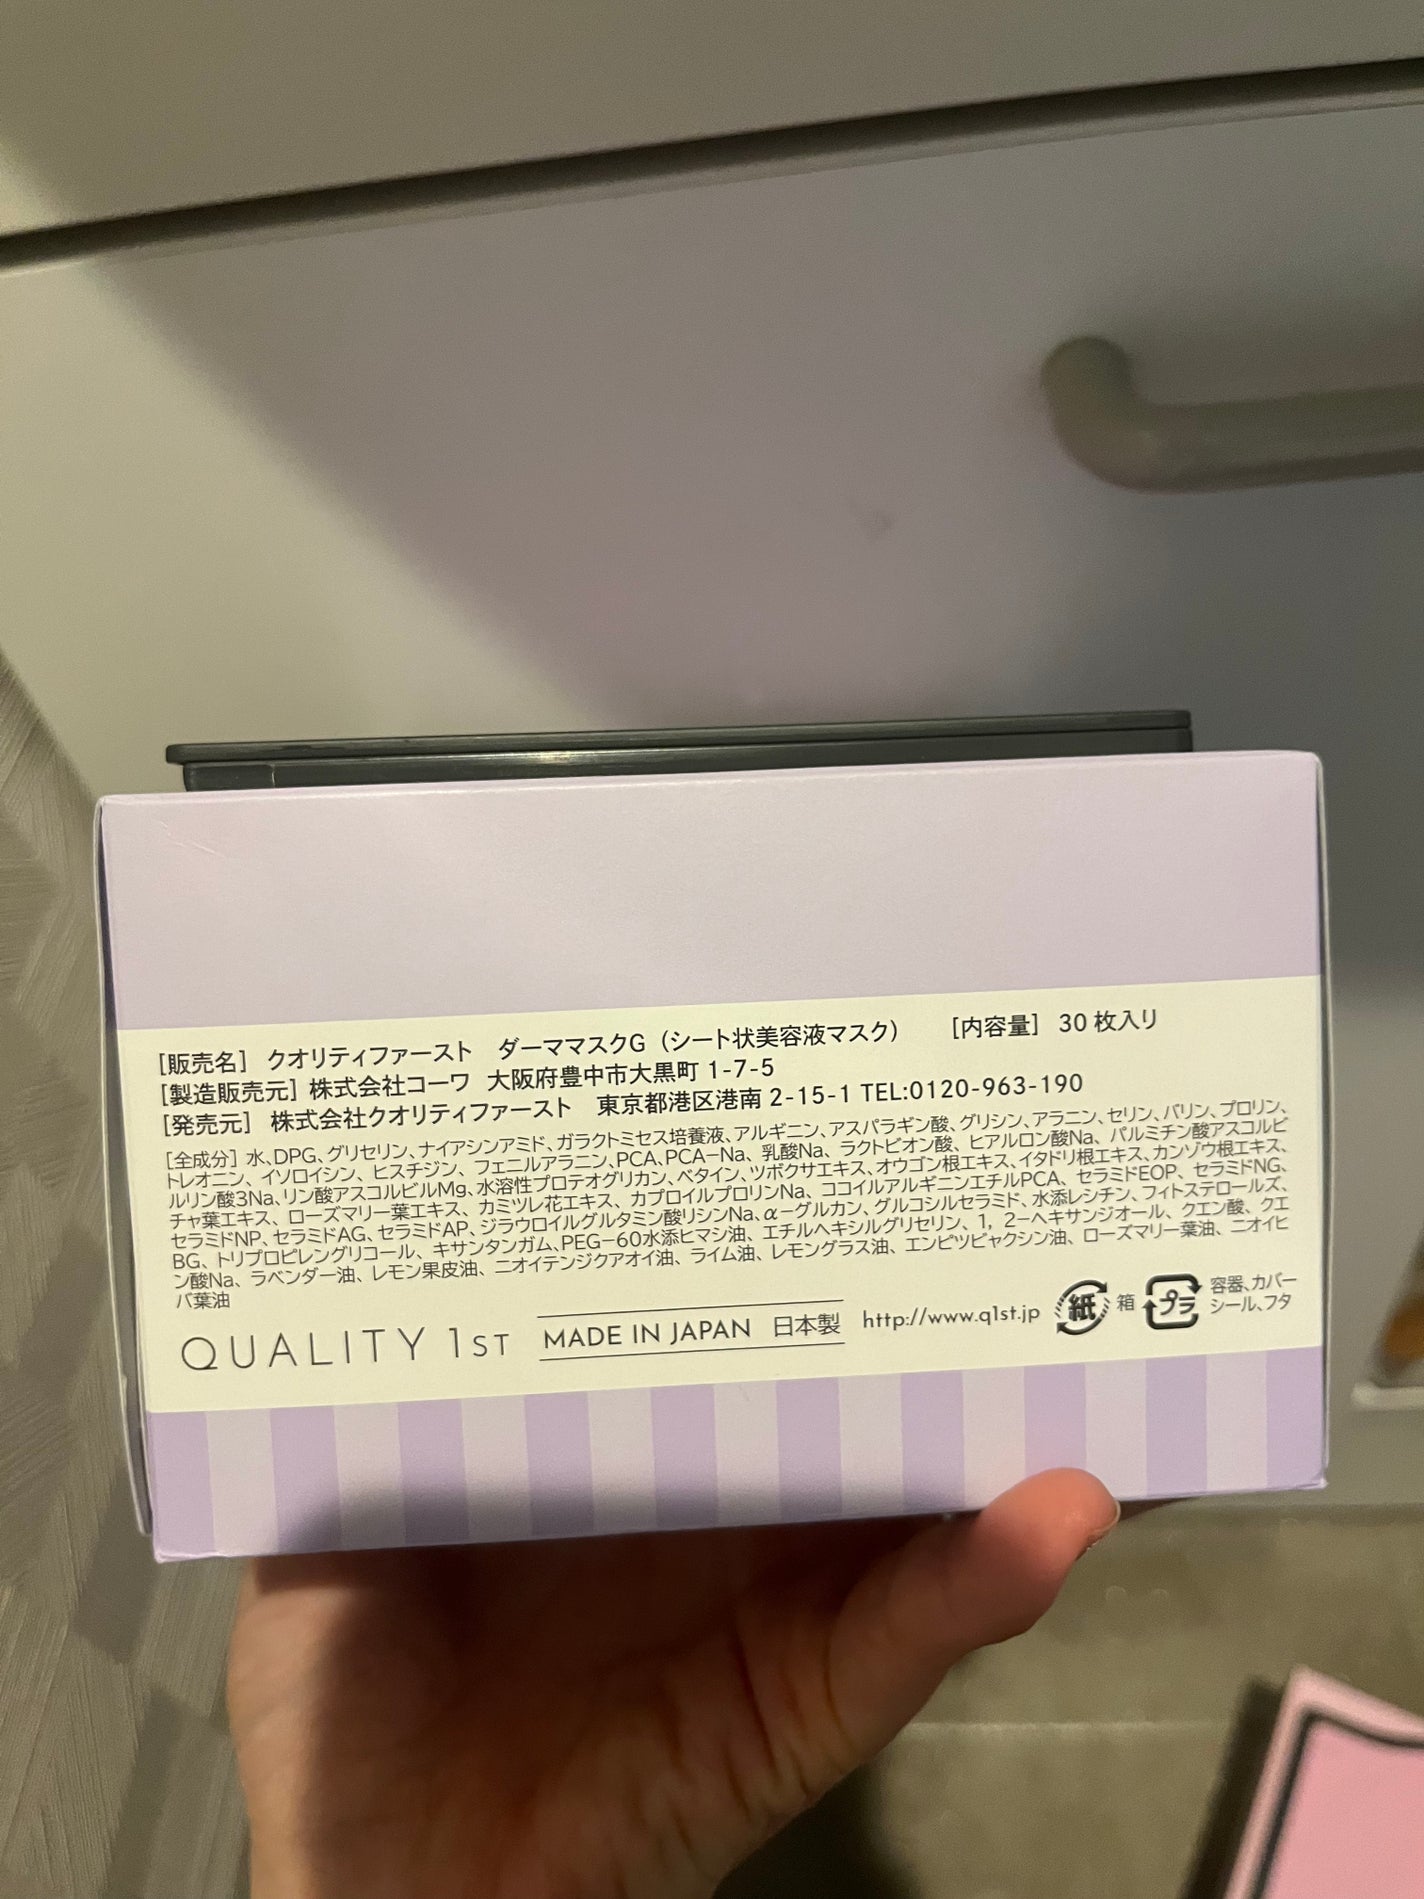 [販売名] クオリティファースト ダーママスクG (シート状美容液マスク) [内容量] 30枚入り
[製造販売元] 株式会社コーワ 大阪府豊中市大黒町 1-7-5
[発売元] 株式会社クオリティファースト 東京都港区港南 2-15-1 TEL:0120-963-190
[全成分] 水、DPG、グリセリン、ナイアシンアミド、ガラクトミセス培養液、アルギニン、アスパラギン酸、グリシン、アラニン、セリン、バリン、プロリン、
トレオニン、イソロイシン、ヒスチジン、フェニルアラニン、PCA、PCA-Na、乳酸Na、ラクトビオン酸、ヒアルロン酸Na、パルミチン酸アスコルビ
ルリン酸3Na、リン酸アスコルビルMg、水溶性プロテオグリカン、ベタイン、ツボクサエキス、オウゴン根エキス、イタドリ根エキス、カンゾウ根エキス、
チャ葉エキス、ローズマリー葉エキス、カミツレ花エキス、カプロイルプロリンNa、ココイルアルギニンエチルPCA、セラミドEOP、セラミドNG、
セラミドNP、セラミドAG、セラミドAP、ジラウロイルグルタミン酸リシンNa、α-グルカン、グルコシルセラミド、水添レシチン、フィトステロールズ、
BG、トリプロピレングリコール、キサンタンガム、PEG-60水添ヒマシ油、エチルヘキシルグリセリン、1，2-ヘキサンジオール、クエン酸、クエ
ン酸Na、ラベンダー油、レモン果皮油、ニオイテンジクアオイ油、ライム油、レモングラス油、エンピツビャクシン油、ローズマリー葉油、ニオイヒ
バ葉油
QUALITY 1ST MADE IN JAPAN 日本製 http://www.q1st.jp 紙 箱 プラ 容器、カバー
シール、フタ